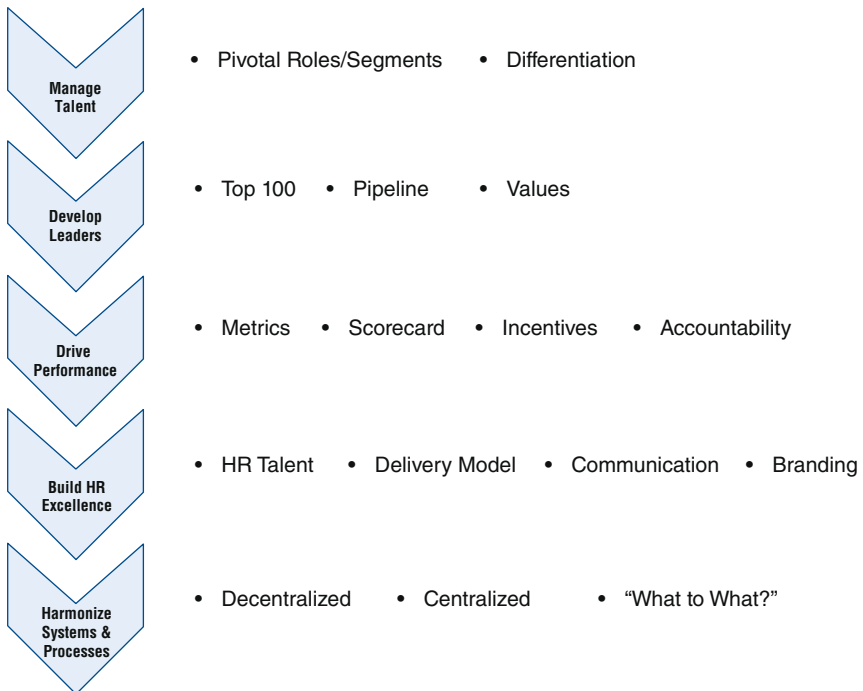 Manage
Talent
• Pivotal Roles/Segments • Differentiation
Develop
Leaders
• Top 100 • Pipeline • Values
Drive
Performance
• Metrics • Scorecard • Incentives • Accountability
Build HR
Excellence
• HR Talent • Delivery Model • Communication • Branding
Harmonize
Systems &
Processes
• Decentralized • Centralized • “What to What?”